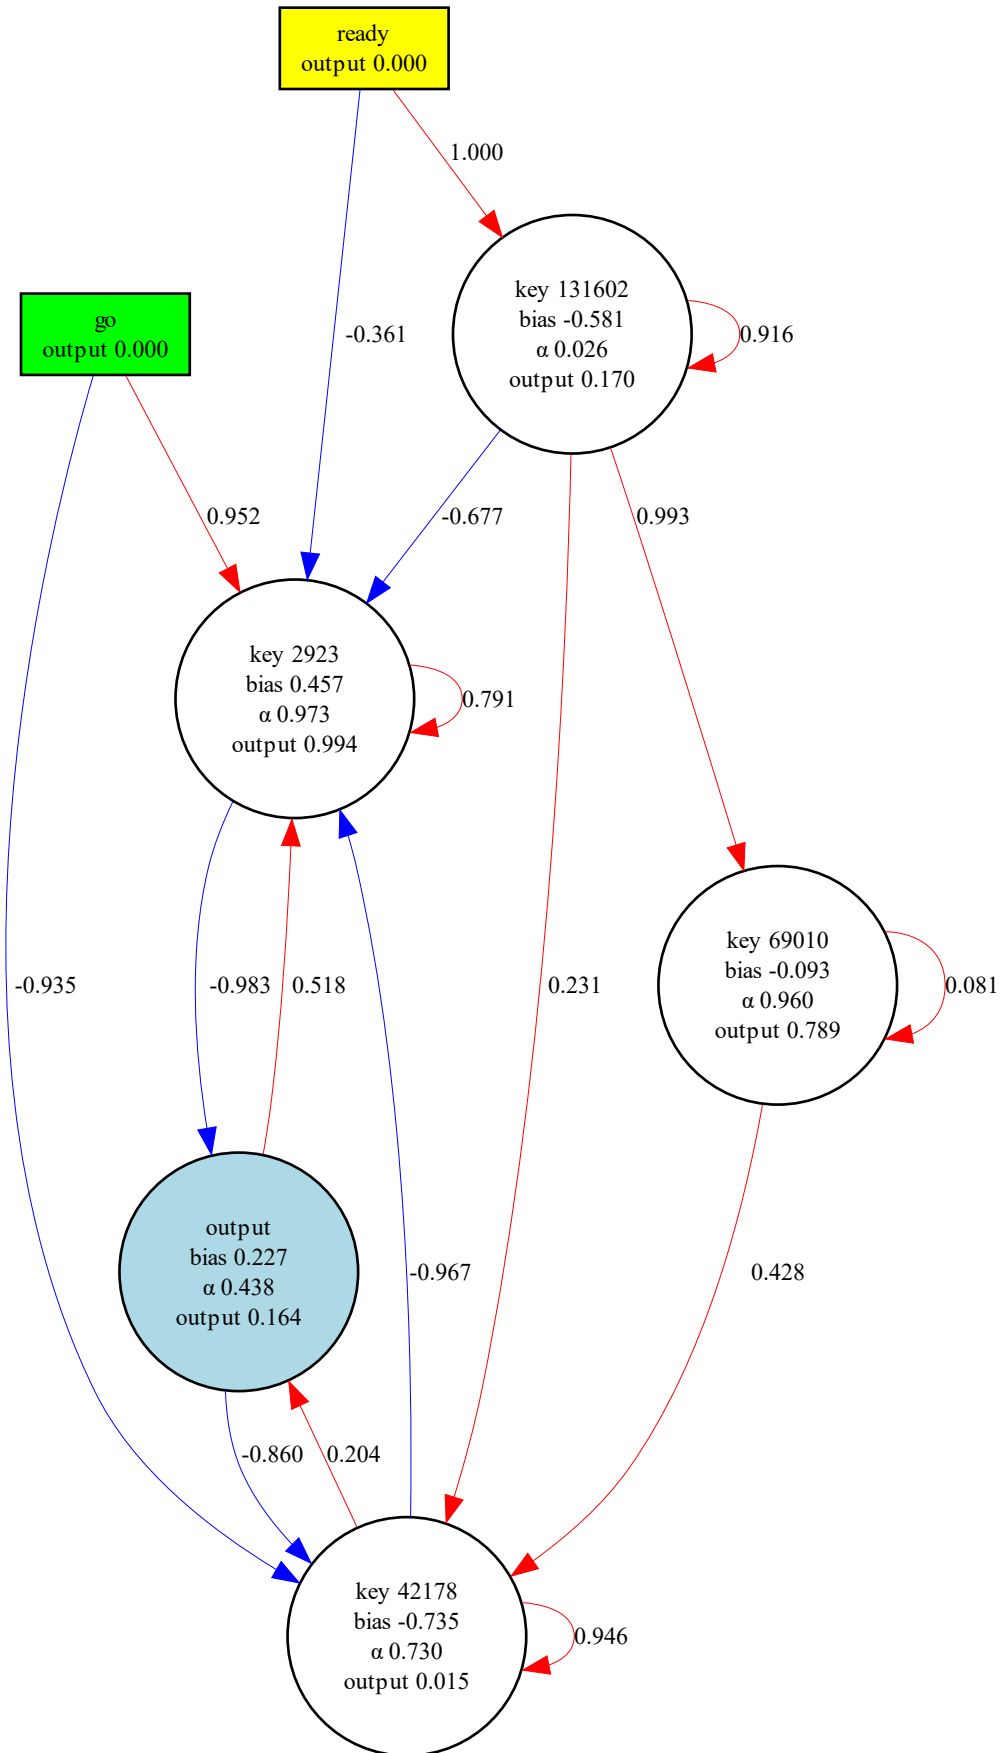 ready
output 0.000
1.000
key 131602
bias -0.581
α 0.026
output 0.170
0.916
go
output 0.000
-0.361
0.952
-0.677
0.993
key 2923
bias 0.457
α 0.973
output 0.994
0.791
key 69010
bias -0.093
α 0.960
output 0.789
0.081
-0.935
-0.983
0.518
0.231
output
bias 0.227
α 0.438
output 0.164
-0.967
0.428
-0.860
0.204
key 42178
bias -0.735
α 0.730
output 0.015
0.946